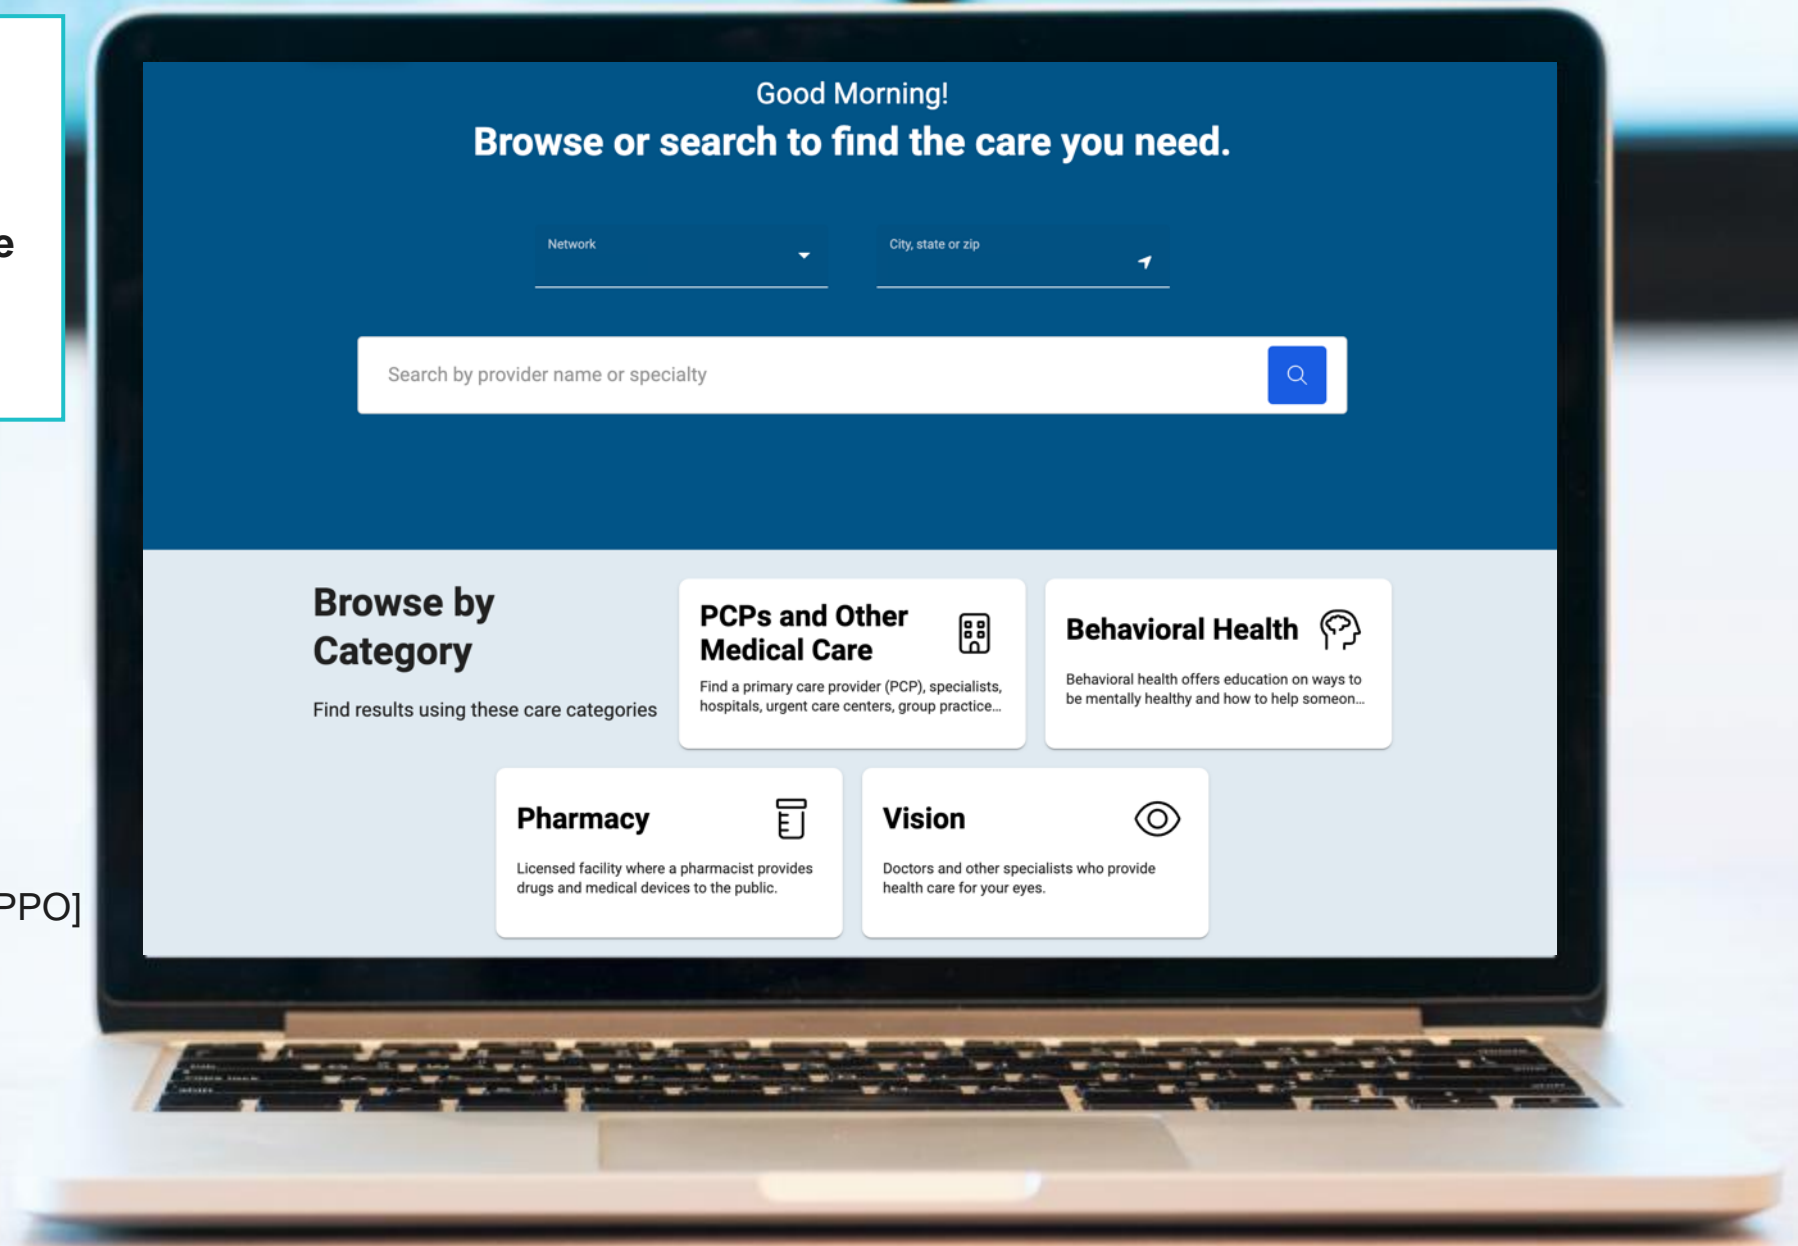 e
PPO]
Good Morning!
Browse or search to find the care you need.
Network
City, state or zip
Search by provider name or specialty
Browse by
Category
Find results using these care categories
PCPs and Other
Medical Care
Find a primary care provider (PCP), specialists,
hospitals, urgent care centers, group practice...
Behavioral Health
Behavioral health offers education on ways to
be mentally healthy and how to help someon...
Pharmacy
Licensed facility where a pharmacist provides
drugs and medical devices to the public.
Vision
Doctors and other specialists who provide
health care for your eyes.